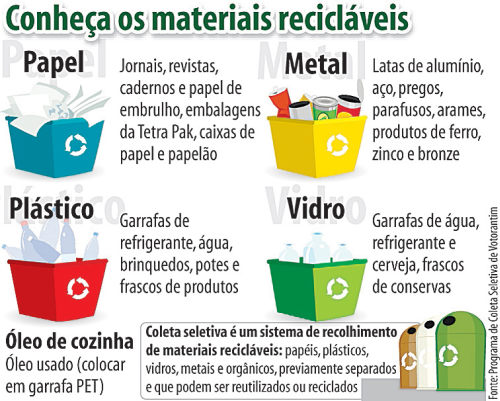 Conheça os materiais recicláveis
Papel
Papel
Jornais, revistas,
cadernos e papel de
embrulho, embalagens
da Tetra Pak, caixas de
papel e papelão
Metal
Metal
Latas de alumínio,
aço, pregos,
parafusos, arames,
produtos de ferro,
zinco e bronze
Plástico
Plástico
Garrafas de
refrigerante, água,
brinquedos, potes e
frascos de produtos
Vidro
Vidro
Garrafas de água,
refrigerante e
cerveja, frascos
de conservas
Óleo de cozinha
Óleo usado (colocar
em garrafa PET)
Coleta seletiva é um sistema de recolhimento
de materiais recicláveis: papéis, plásticos,
vidros, metais e orgânicos, previamente separados
e que podem ser reutilizados ou reciclados
Fonte: Programa de Coleta Seletiva de Votorantim